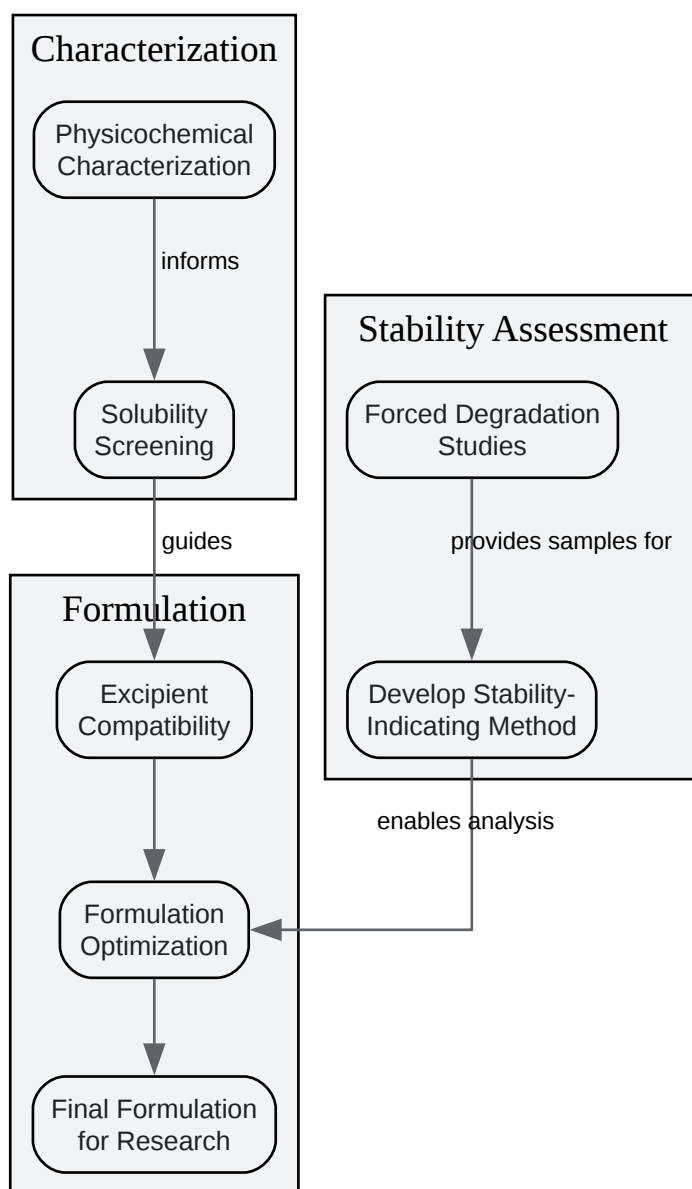 Characterization
Physicochemical
Characterization
informs
Solubility
Screening
guides
Stability Assessment
Forced Degradation
Studies
provides samples for
Develop Stability-
Indicating Method
enables analysis
Formulation
Excipient
Compatibility
Formulation
Optimization
Final Formulation
for Research